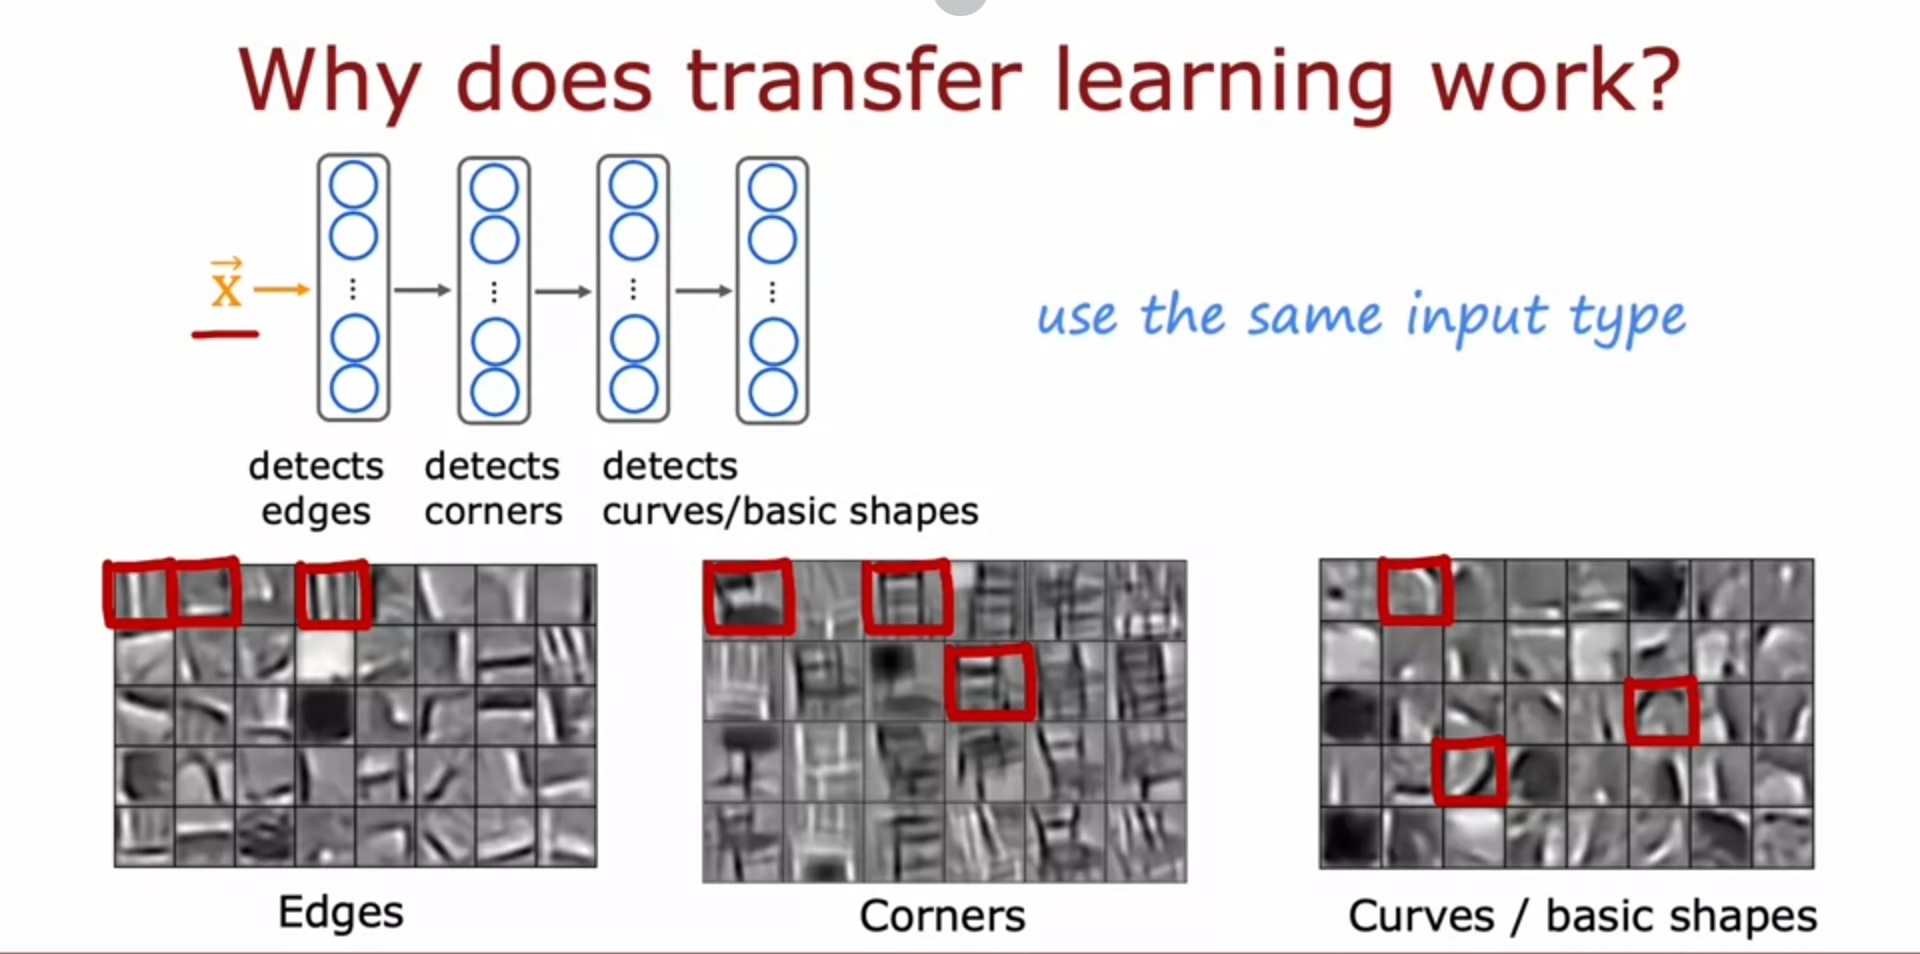 Why does transfer learning work?
x
use the same input type
detects
edges
detects
corners
detects
curves/basic shapes
Edges
Corners
Curves / basic shapes